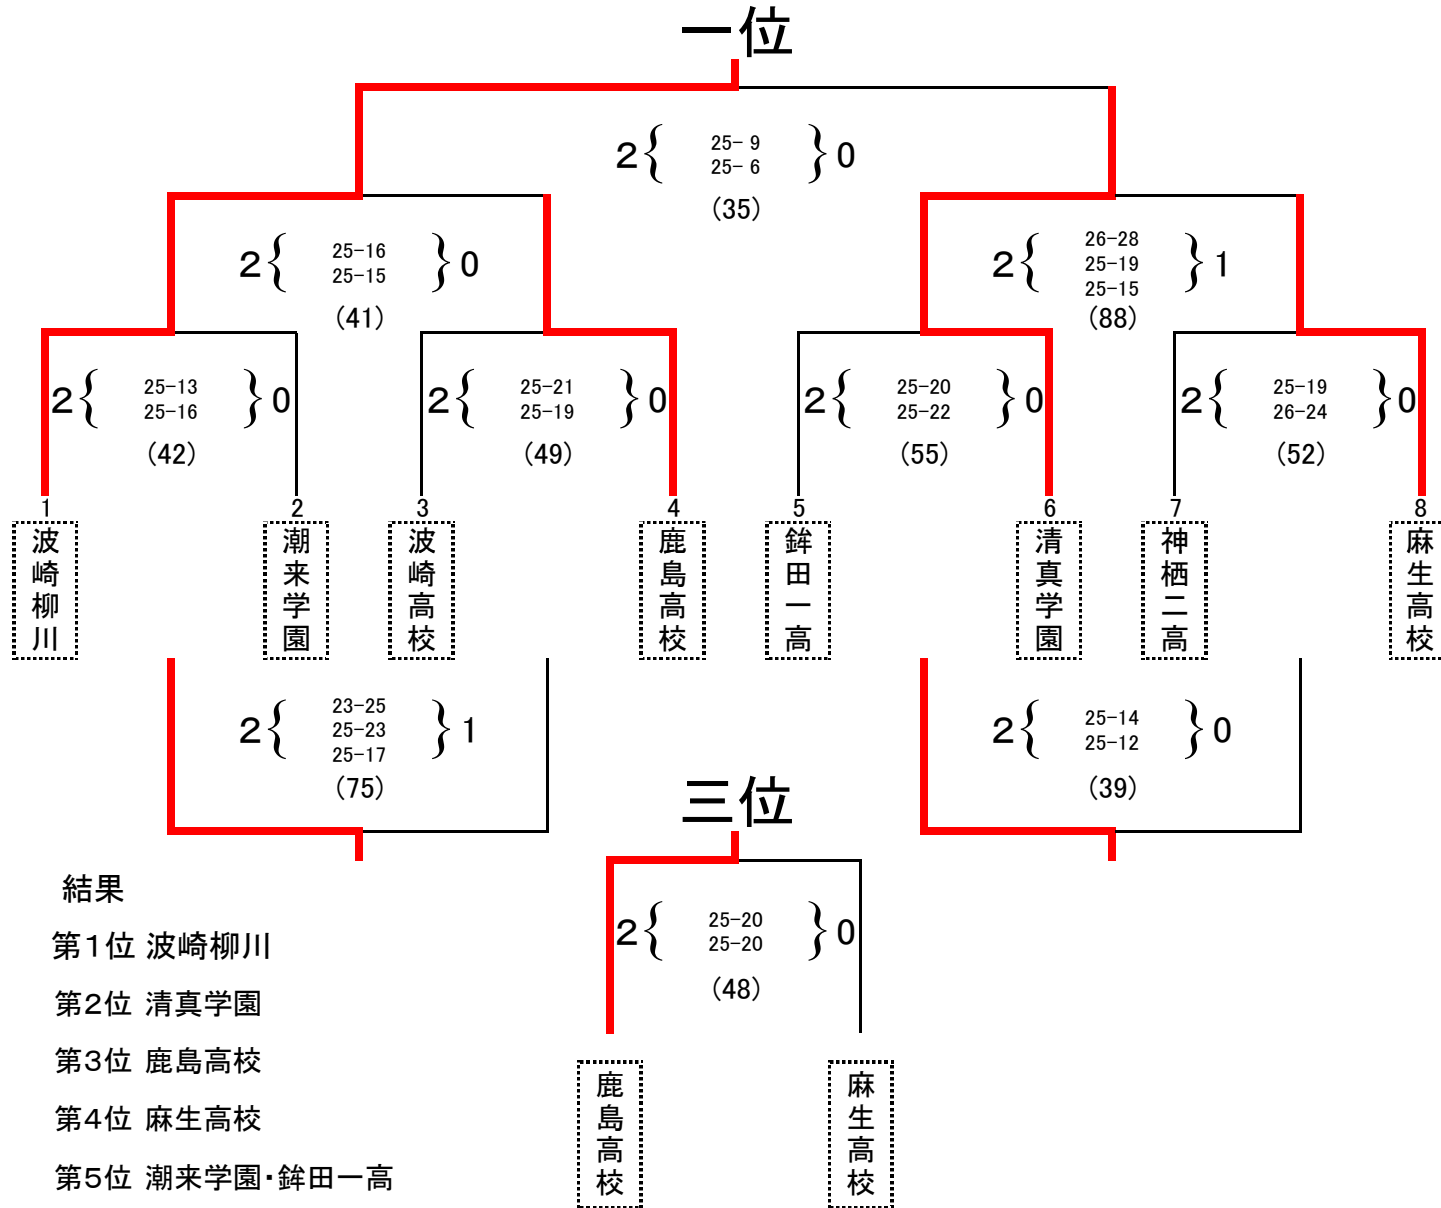 一位
2{ 25- 9 }0
25- 6
(35)
2{ 25-16 }0
25-15
(41)
2{ 26-28 }1
25-19
25-15
(88)
2{ 25-13 }0
25-16
(42)
2{ 25-21 }0
25-19
(49)
2{ 25-20 }0
25-22
(55)
2{ 25-19 }0
26-24
(52)
1 2 3 4 5 6 7 8
波崎柳川
潮来学園
波崎高校
鹿島高校
鉾田一高
清真学園
神栖二高
麻生高校
2{ 23-25 }1
25-23
25-17
(75)
2{ 25-14 }0
25-12
(39)
三位
2{ 25-20 }0
25-20
(48)
鹿島高校
麻生高校
結果
第1位 波崎柳川
第2位 清真学園
第3位 鹿島高校
第4位 麻生高校
第5位 潮来学園・鉾田一高